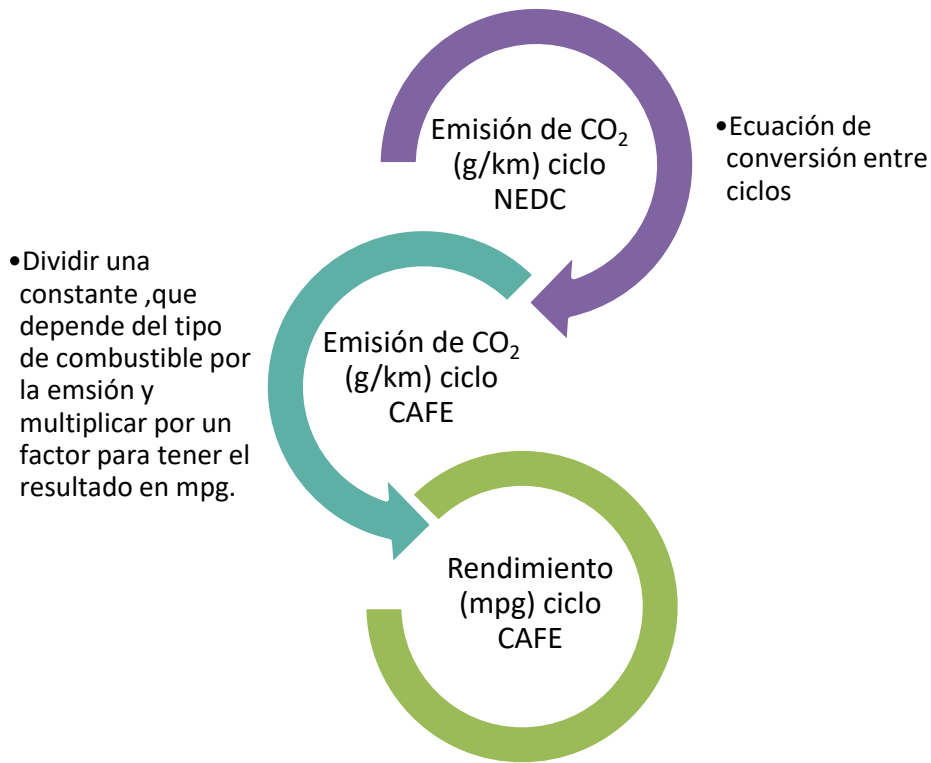 Emisión de CO₂
(g/km) ciclo
NEDC
•Ecuación de
conversión entre
ciclos
•Dividir una
constante ,que
depende del tipo
de combustible por
la emsión y
multiplicar por un
factor para tener el
resultado en mpg.
Emisión de CO₂
(g/km) ciclo
CAFE
Rendimiento
(mpg) ciclo
CAFE